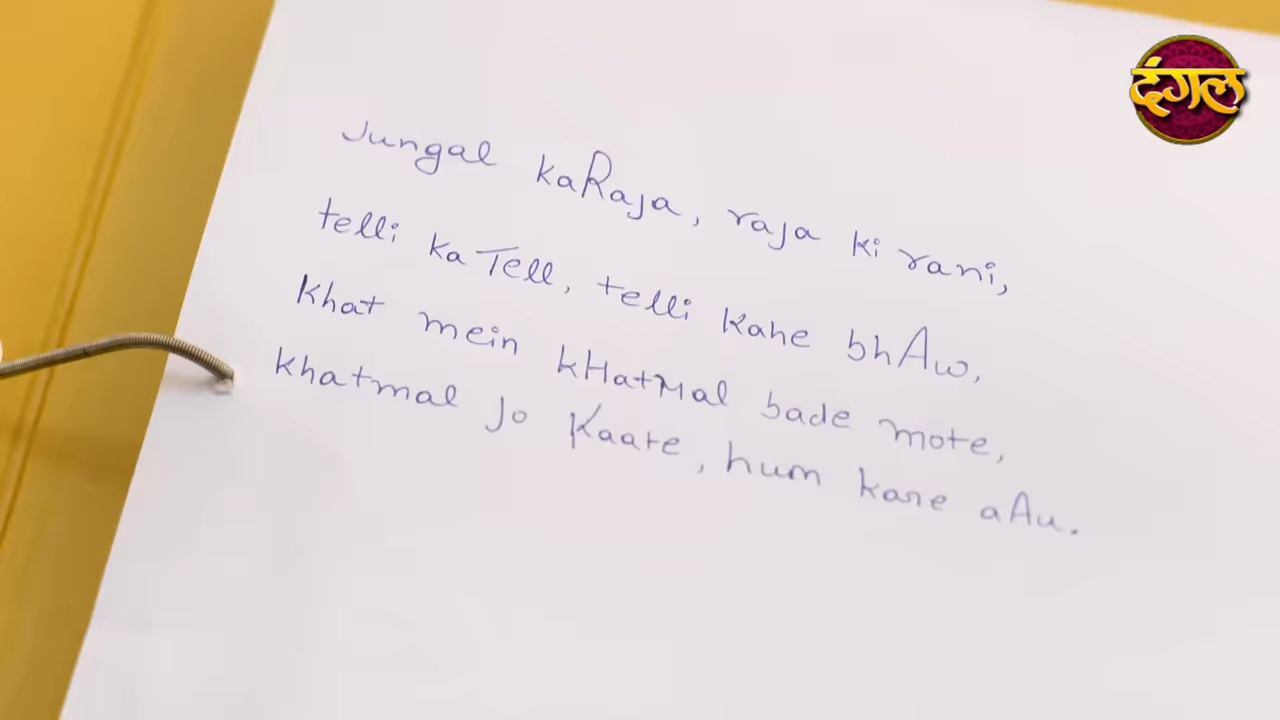 दंगल
Jungal kaRaja, raja ki rani,
telli ka Tell, telli kahe bhAw,
khat mein kHatMal bade mote,
khatmal jo Kaate, hum kare aAu.